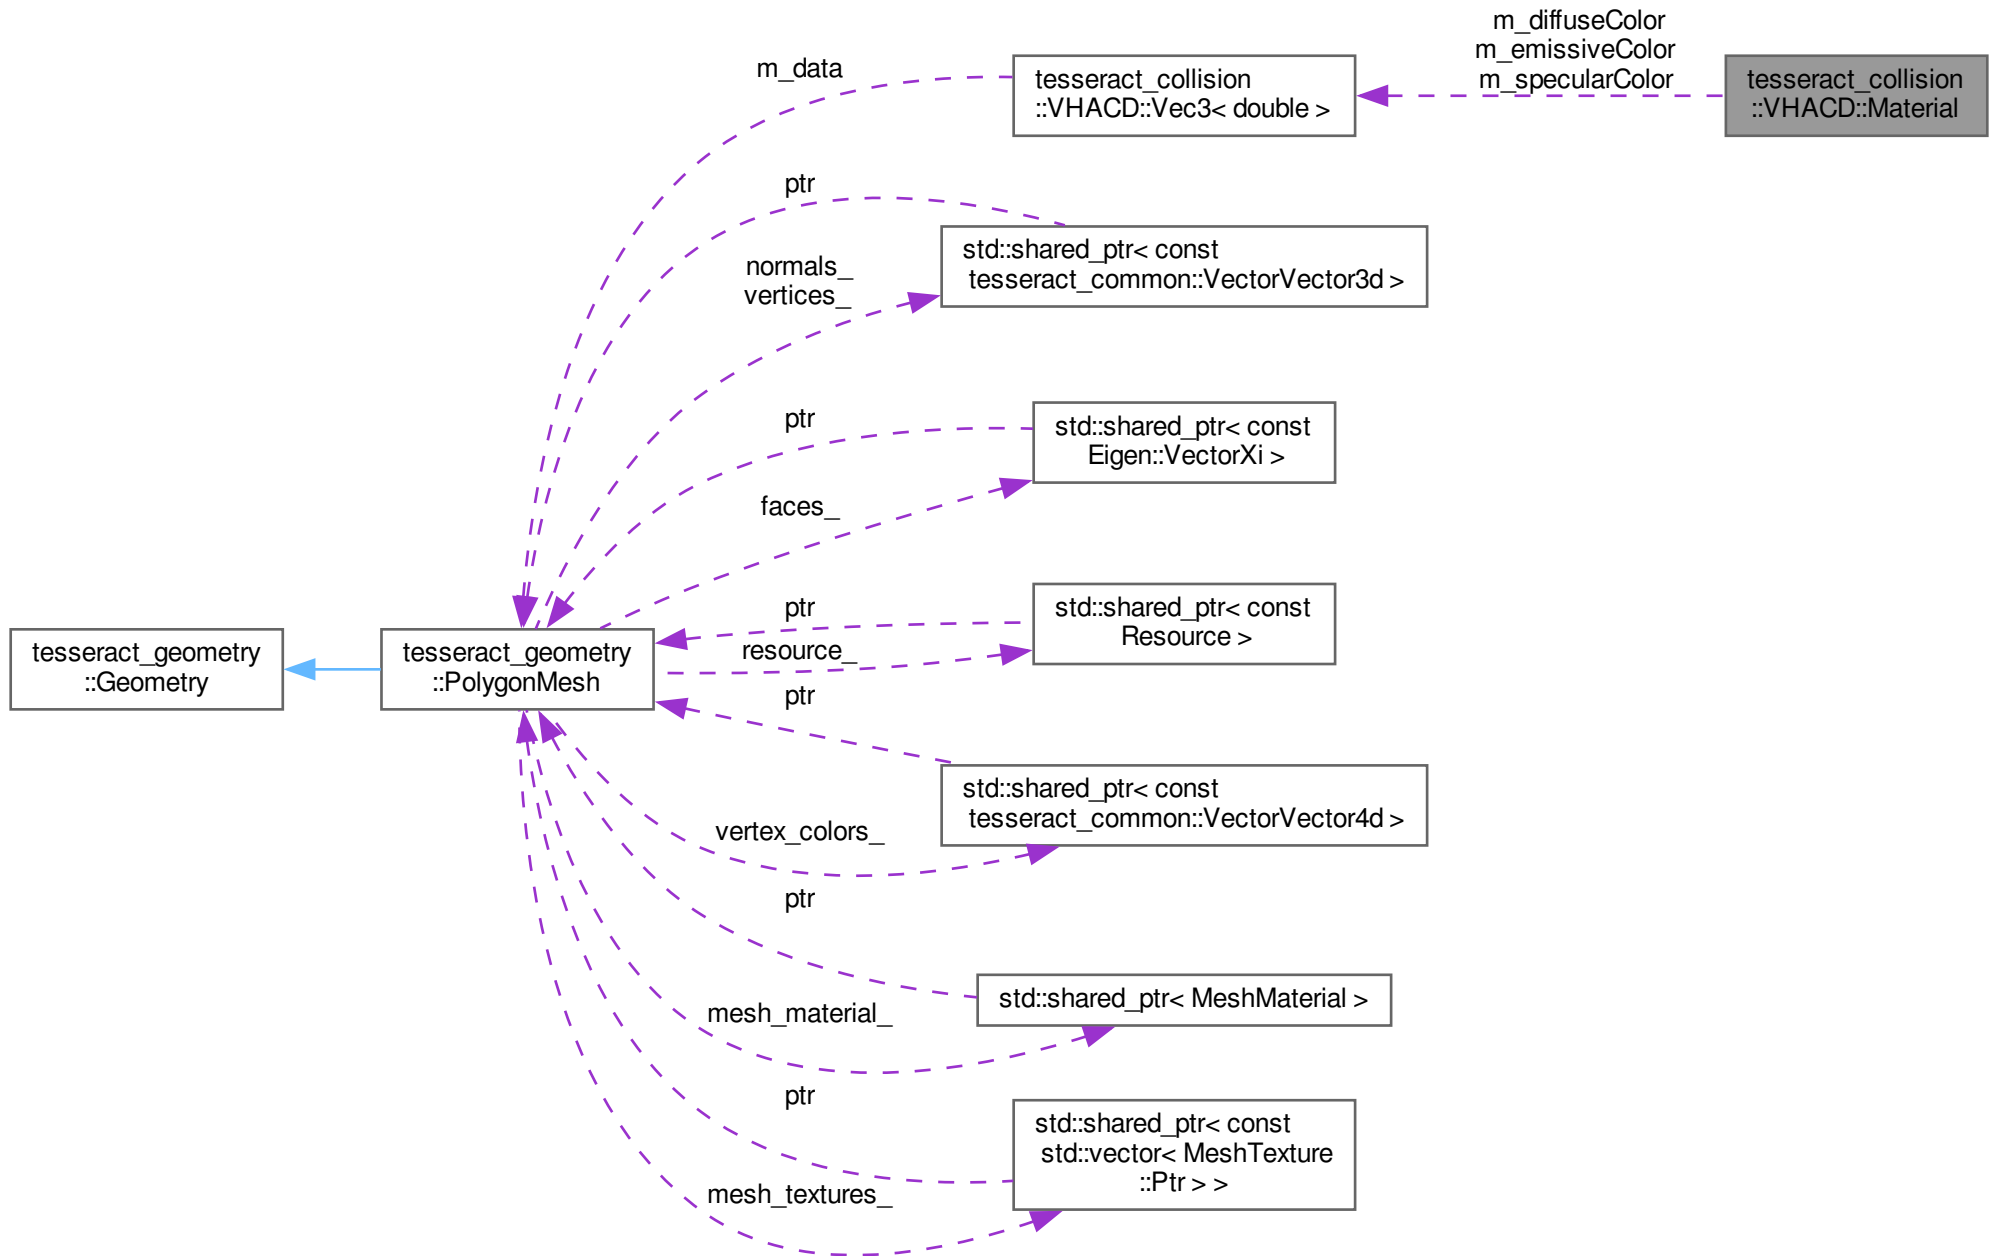 m_diffuseColor
m_emissiveColor
m_specularColor
m_data
tesseract_collision
::VHACD::Vec3< double >
tesseract_collision
::VHACD::Material
ptr
std::shared_ptr< const
tesseract_common::VectorVector3d >
normals_
vertices_
ptr
std::shared_ptr< const
Eigen::VectorXi >
faces_
ptr
std::shared_ptr< const
Resource >
resource_
tesseract_geometry
::Geometry
tesseract_geometry
::PolygonMesh
ptr
std::shared_ptr< const
tesseract_common::VectorVector4d >
vertex_colors_
ptr
std::shared_ptr< MeshMaterial >
mesh_material_
ptr
std::shared_ptr< const
std::vector< MeshTexture
::Ptr > >
mesh_textures_